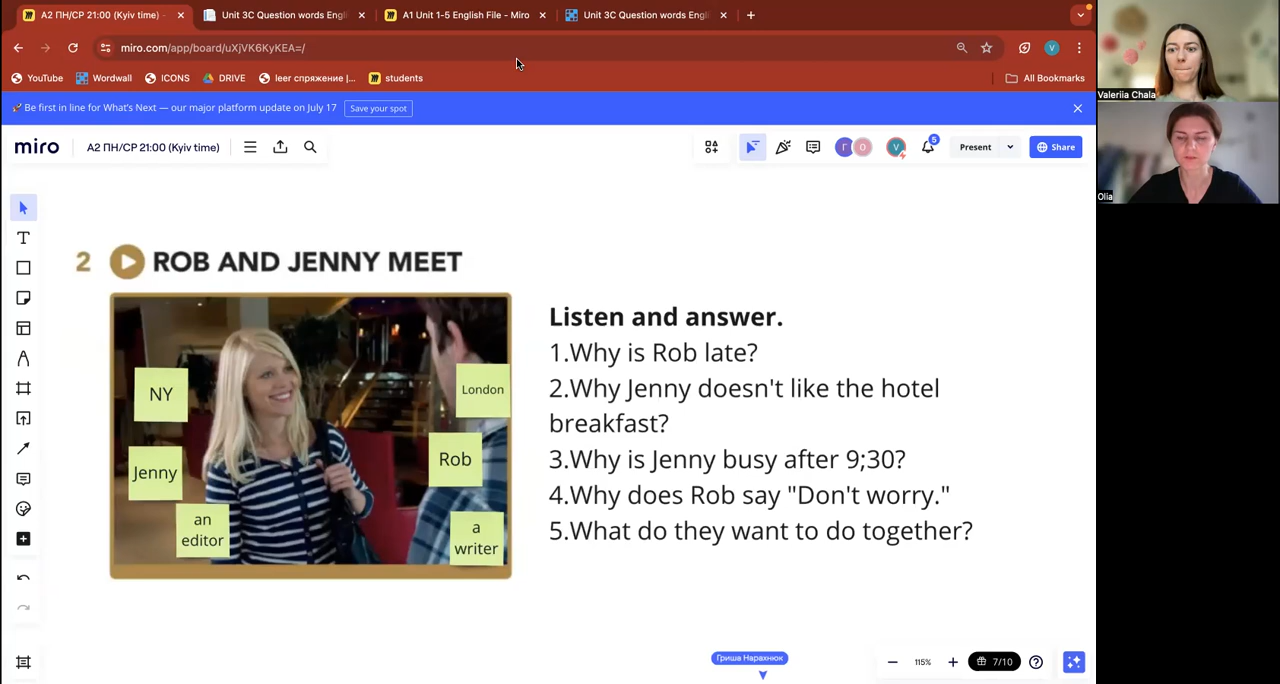 A2 ПН/СР 21:00 (Kyiv time) -
Unit 3C Question words Engli
A1 Unit 1-5 English File - Miro
Unit 3C Question words Engl
miro.com/app/board/uXjVK6KyKEA=/
YouTube
Wordwall
ICONS
DRIVE
leer спряжение |...
students
All Bookmarks
🚀 Be first in line for What's Next — our major platform update on July 17
Save your spot
miro
A2 ПН/СР 21:00 (Kyiv time)
5
Present
Share
2 ROB AND JENNY MEET
NY
Jenny
an
editor
London
Rob
a
writer
Listen and answer.
1.Why is Rob late?
2.Why Jenny doesn't like the hotel
breakfast?
3.Why is Jenny busy after 9;30?
4.Why does Rob say "Don't worry."
5.What do they want to do together?
Гриша Нарахнюк
115%
7/10
Valeriia Chala
Olia